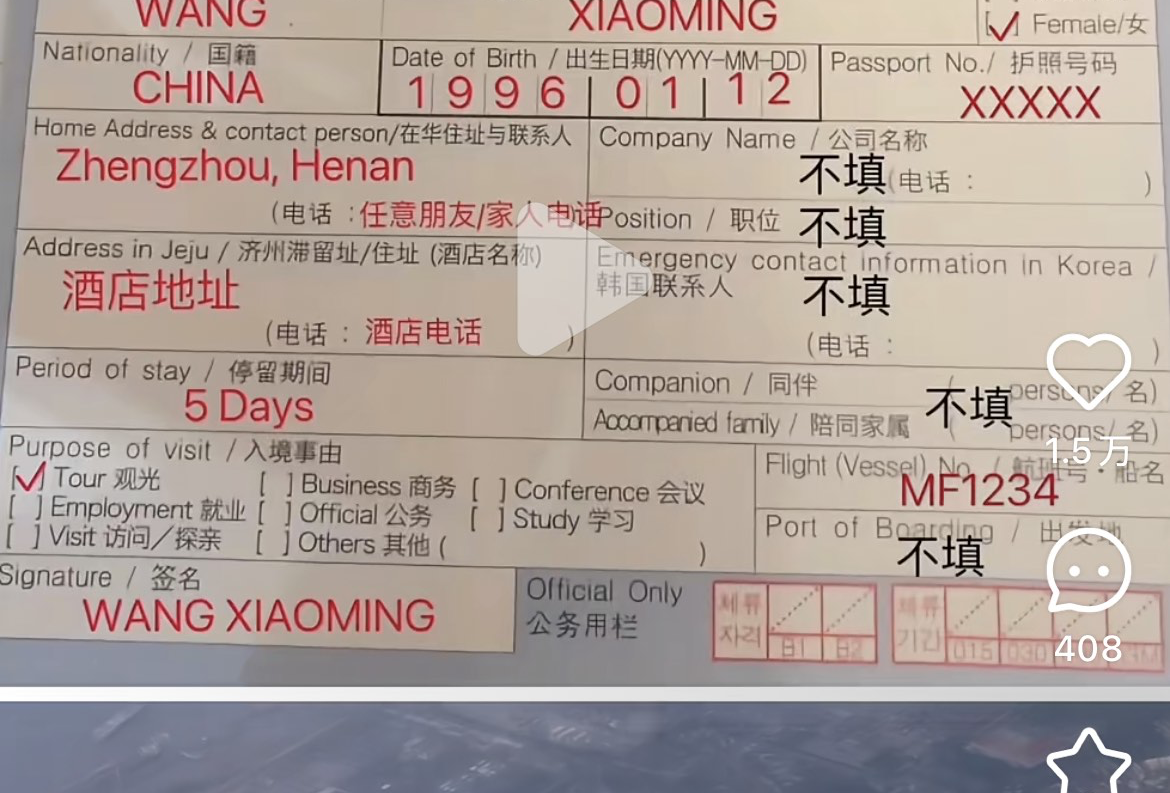 WANG XIAOMING
[✓] Female/女
Nationality / 国籍
CHINA
Date of Birth / 出生日期(YYYY-MM-DD)
1996 01 12
Passport No./ 护照号码
XXXXX
Home Address & contact person/在华住址与联系人
Zhengzhou, Henan
(电话 :任意朋友/家人电话
Company Name / 公司名称
不填(电话 : )
Position / 职位 不填
Address in Jeju / 济州滞留址/住址 (酒店名称)
酒店地址
(电话 : 酒店电话 )
Emergency contact information in Korea /
韩国联系人 不填
(电话 : )
Period of stay / 停留期间
5 Days
Companion / 同伴 persons/ 名)
不填
Accompanied family / 陪同家属 ( persons/ 名)
Purpose of visit / 入境事由
[✓] Tour 观光 [ ] Business 商务 [ ] Conference 会议
[ ] Employment 就业 [ ] Official 公务 [ ] Study 学习
[ ] Visit 访问／探亲 [ ] Others 其他 ( )
Flight (Vessel) No. / 航班号·船名
MF1234
Port of Boarding / 出发地
不填
Signature / 签名
WANG XIAOMING
Official Only
公务用栏
체류
자격
B1 B2
체류
기간
015 030
1.5万
408